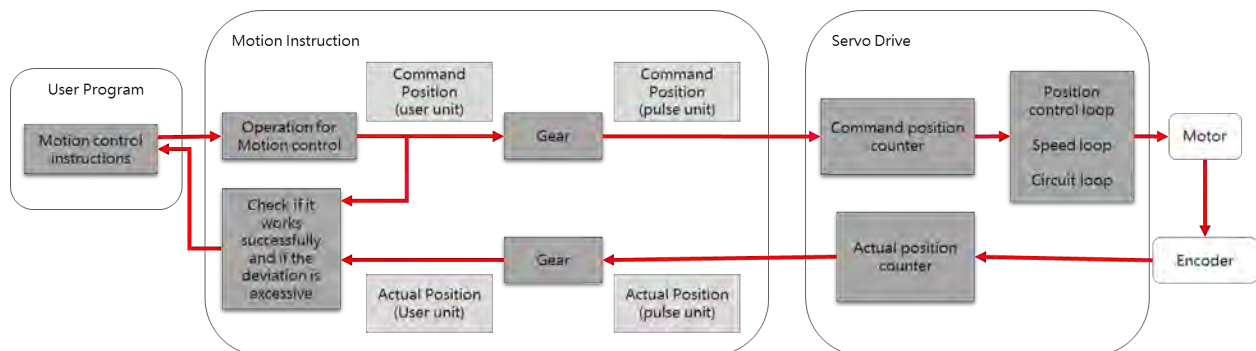 Motion Instruction
Servo Drive
User Program
Motion control
instructions
Operation for
Motion control
Command
Position
(user unit)
Gear
Command
Position
(pulse unit)
Command position
counter
Position
control loop
Speed loop
Circuit loop
Motor
Check if it
works
successfully
and if the
deviation is
excessive
Actual Position
(User unit)
Gear
Actual Position
(pulse unit)
Actual position
counter
Encoder